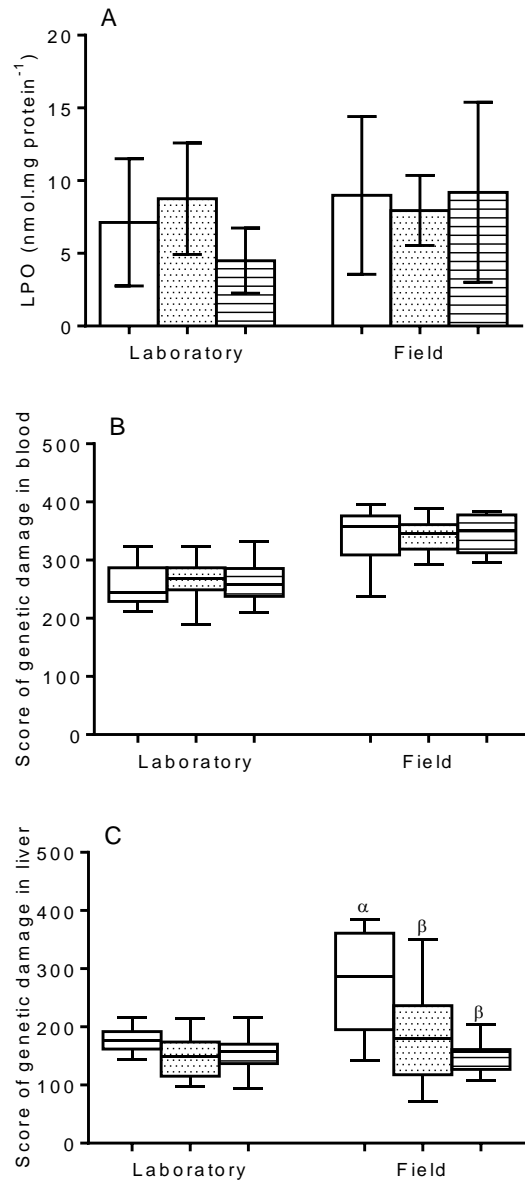 A
20
15
10
5
0
LPO (nmol.mg protein⁻¹)
Laboratory Field
B
500
400
300
200
100
0
Score of genetic damage in blood
Laboratory Field
C
500
400
300
200
100
0
Score of genetic damage in liver
α
β
β
Laboratory Field